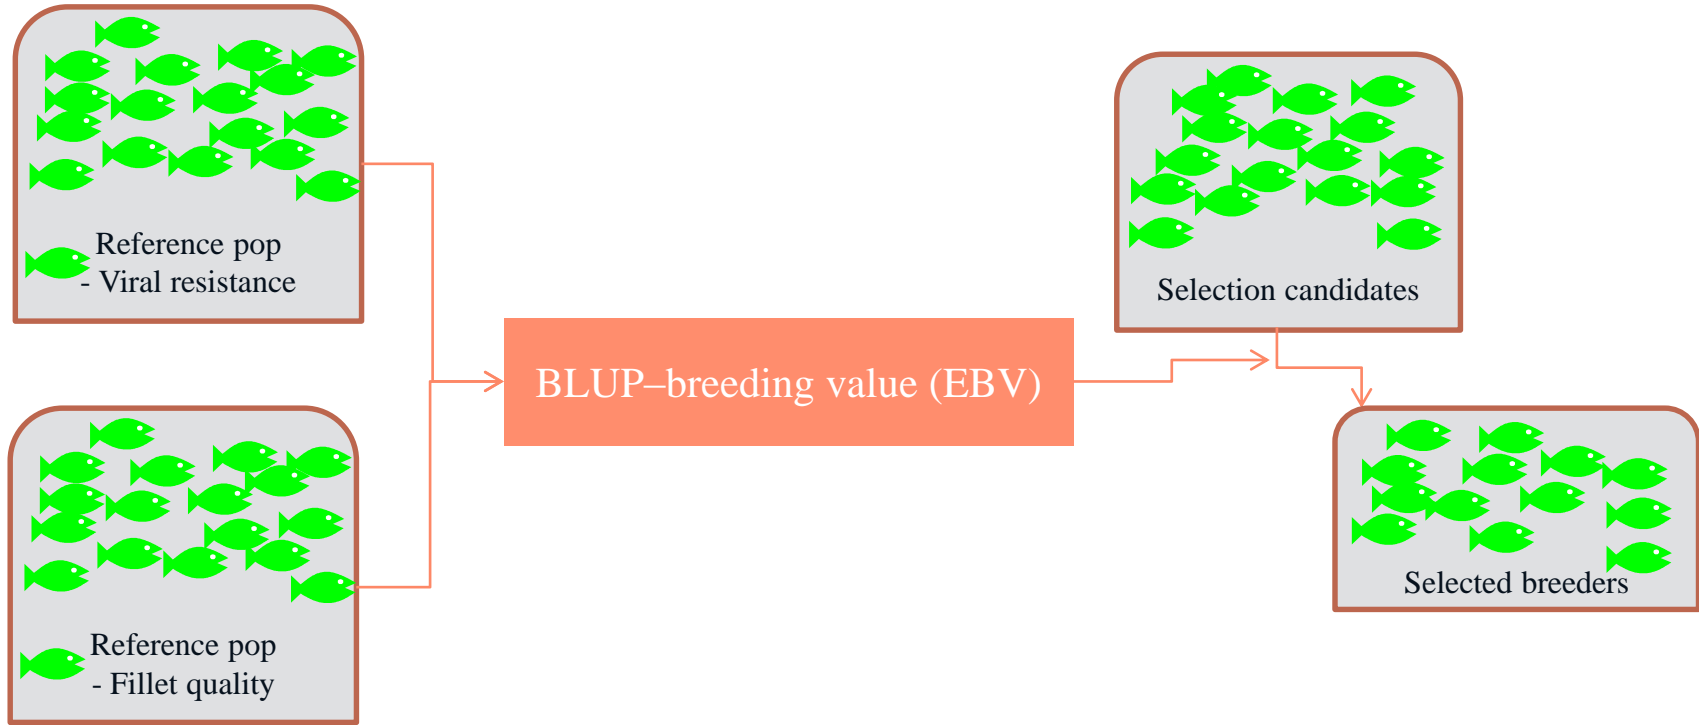 Reference pop
- Viral resistance
BLUP–breeding value (EBV)
Selection candidates
Selected breeders
Reference pop
- Fillet quality